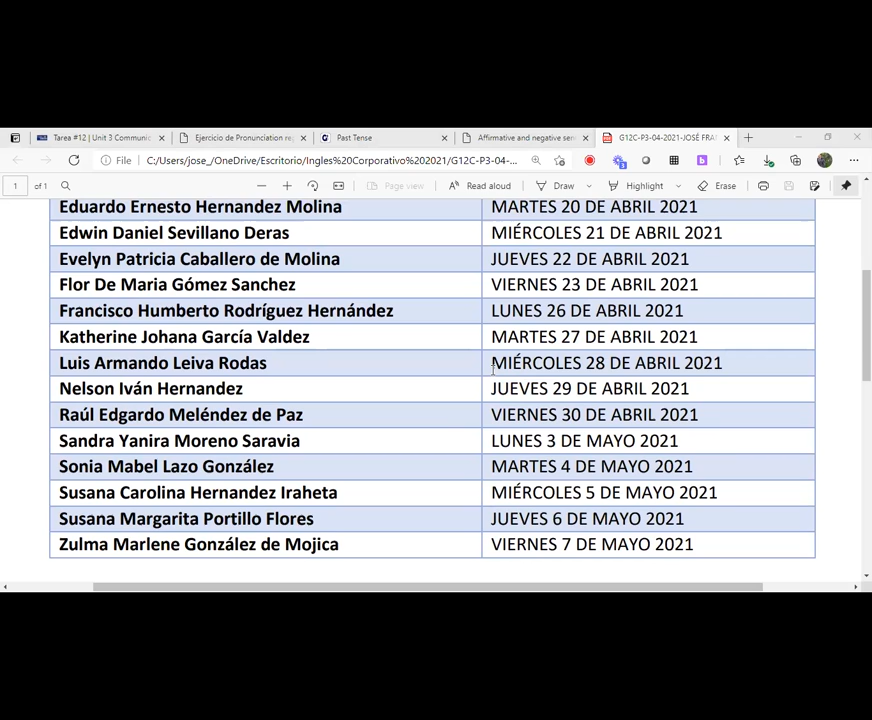 Tarea #12 | Unit 3 Communic
Ejercicio de Pronunciation re
Past Tense
Affirmative and negative sen
G12C-P3-04-2021-JOSÉ FRA
File
C:/Users/jose_/OneDrive/Escritorio/Ingles%20Corporativo%202021/G12C-P3-04-...
1 of 1
Page view
Read aloud
Draw
Highlight
Erase
Eduardo Ernesto Hernandez Molina MARTES 20 DE ABRIL 2021
Edwin Daniel Sevillano Deras MIÉRCOLES 21 DE ABRIL 2021
Evelyn Patricia Caballero de Molina JUEVES 22 DE ABRIL 2021
Flor De Maria Gómez Sanchez VIERNES 23 DE ABRIL 2021
Francisco Humberto Rodríguez Hernández LUNES 26 DE ABRIL 2021
Katherine Johana García Valdez MARTES 27 DE ABRIL 2021
Luis Armando Leiva Rodas MIÉRCOLES 28 DE ABRIL 2021
Nelson Iván Hernandez JUEVES 29 DE ABRIL 2021
Raúl Edgardo Meléndez de Paz VIERNES 30 DE ABRIL 2021
Sandra Yanira Moreno Saravia LUNES 3 DE MAYO 2021
Sonia Mabel Lazo González MARTES 4 DE MAYO 2021
Susana Carolina Hernandez Iraheta MIÉRCOLES 5 DE MAYO 2021
Susana Margarita Portillo Flores JUEVES 6 DE MAYO 2021
Zulma Marlene González de Mojica VIERNES 7 DE MAYO 2021